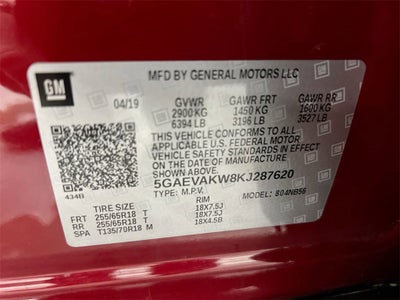 GM
MFD BY GENERAL MOTORS LLC
04/19 GVWR GAWR FRT GAWR RR
2900 KG 1450 KG 1600 KG
6394 LB 3196 LB 3527 LB
THIS VEHICLE CONFORMS TO ALL
APPLICABLE U.S. FEDERAL MOTOR
VEHICLE SAFETY STANDARDS IN
EFFECT ON THE DATE OF
MANUFACTURE SHOWN ABOVE.
5GAEVAKW8KJ287620
434B TYPE: M.P.V. MODEL: 804NB56
TIRE SIZE RIM
FRT 255/65R18 T 18X7.5J
RR 255/65R18 T 18X7.5J
SPA T135/70R18 M 18X4.5B